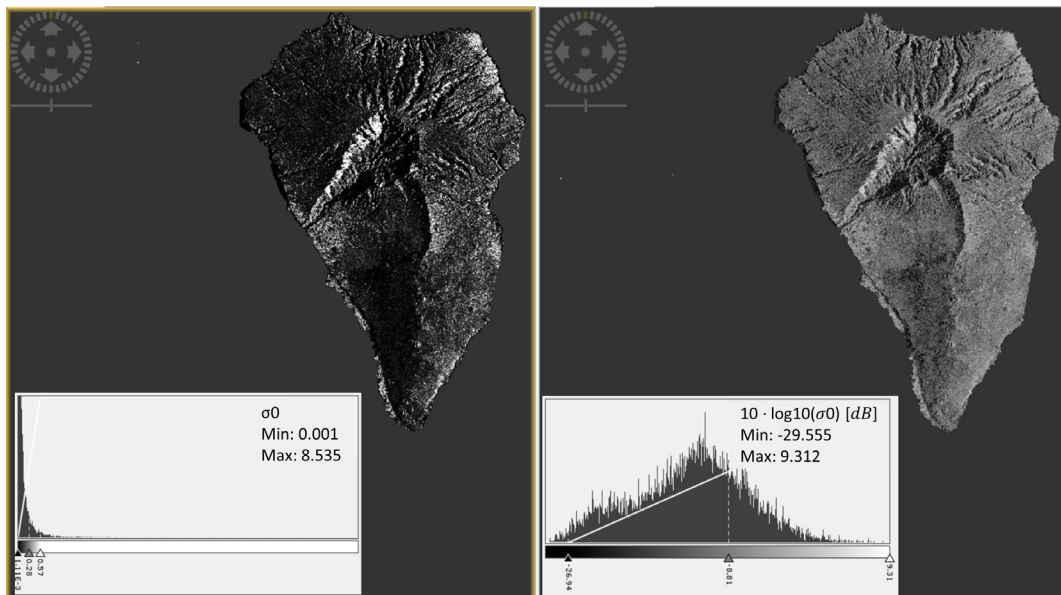 σ0
Min: 0.001
Max: 8.535
1.11E-3
0.28
0.57
10 · log10(σ0) [dB]
Min: -29.555
Max: 9.312
-26.94
-8.81
9.31